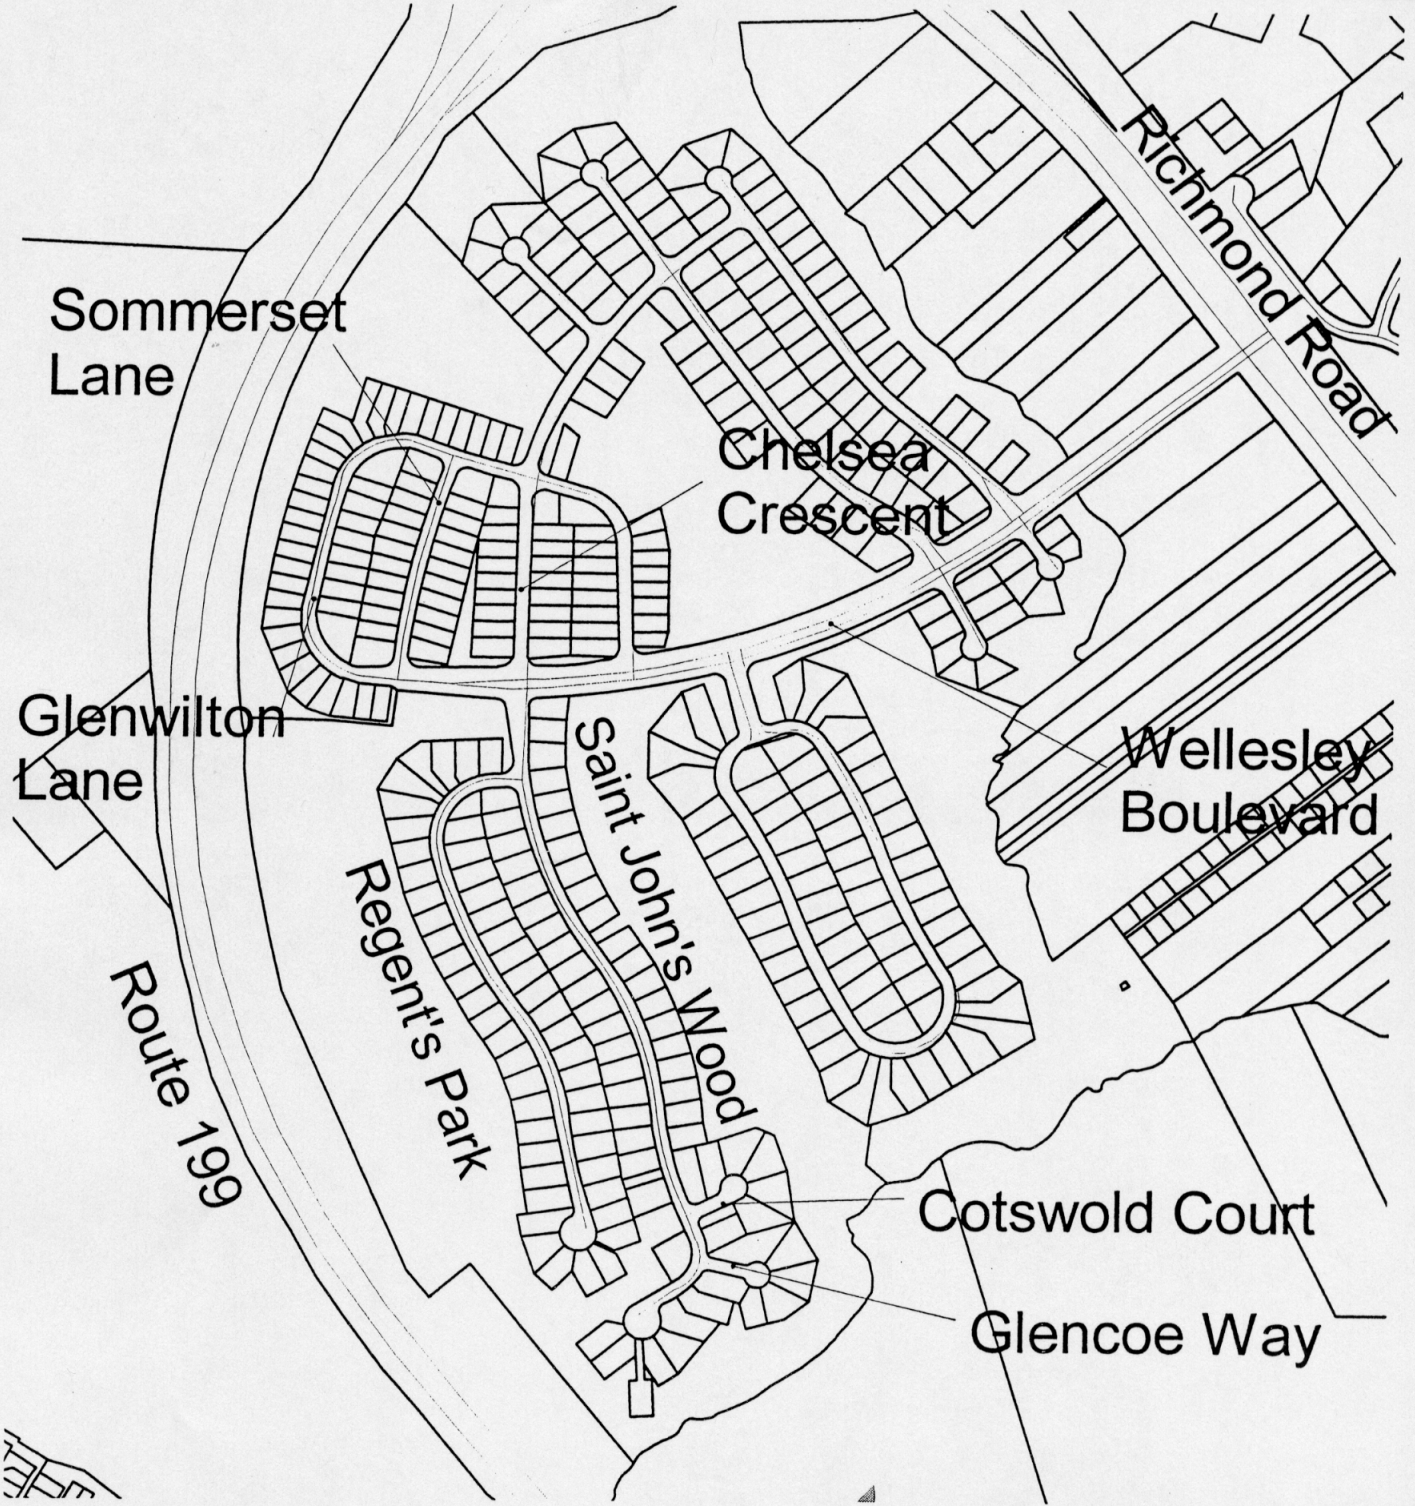 Richmond Road
Sommerset
Lane
Chelsea
Crescent
Glenwilton
Lane
Saint John's Wood
Wellesley
Boulevard
Regent's Park
Route 199
Cotswold Court
Glencoe Way